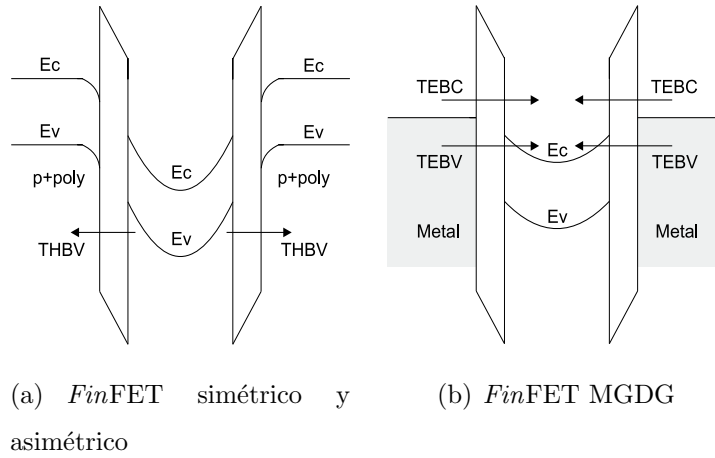 Ec
Ec
Ev
Ev
p+poly
p+poly
Ec
Ev
THBV
THBV
TEBC
TEBC
Ec
TEBV
TEBV
Ev
Metal
Metal
(a) FinFET simétrico y
asimétrico
(b) FinFET MGDG